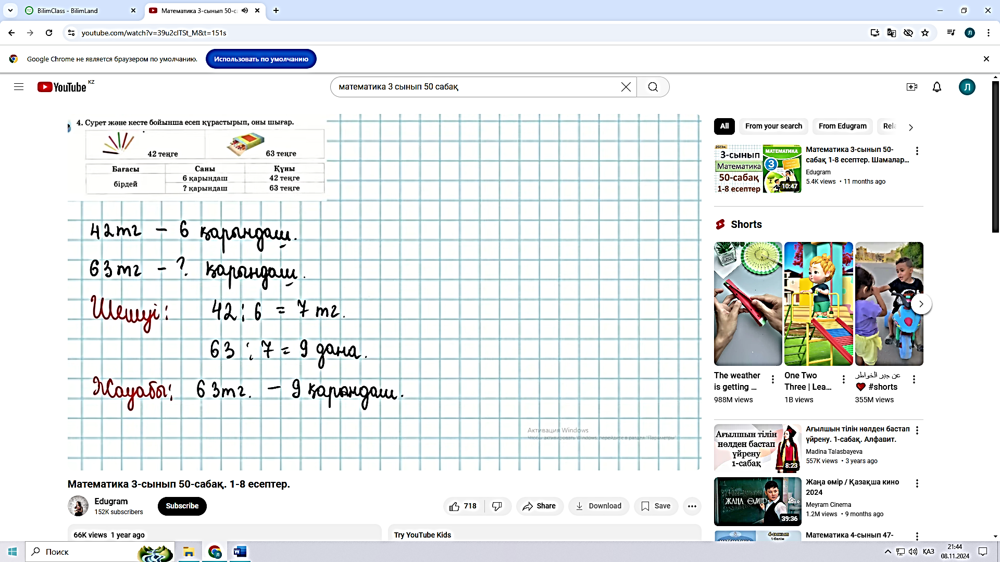 BilimClass - BilimLand
Математика 3-сынып 50-са
youtube.com/watch?v=39u2clTSt_M&t=151s
Google Chrome не является браузером по умолчанию.
Использовать по умолчанию
YouTube KZ
математика 3 сынып 50 сабақ
Л
4. Сурет және кесте бойынша есеп құрастырып, оны шығар.
42 теңге
63 теңге
Бағасы Саны Құны
бірдей
6 қарындаш 42 теңге
? қарындаш 63 теңге
42тг – 6 қарындаш.
63тг – ? қарындаш.
Шешуі: 42 : 6 = 7 тг.
63 : 7 = 9 дана.
Жауабы: 63тг. – 9 қарындаш.
Активация Windows
Чтобы активировать Windows, перейдите в раздел "Параметры".
Математика 3-сынып 50-сабақ. 1-8 есептер.
Edugram
152K subscribers
Subscribe
718
Share
Download
Save
66K views 1 year ago
Try YouTube Kids
All
From your search
From Edugram
Rela
2023ж.
3-сынып
Математика
50-сабақ
1-8 есептер
МАТЕМАТИКА
3
10:47
Математика 3-сынып 50-
сабақ 1-8 есептер. Шамалар...
Edugram
5.4K views • 11 months ago
Shorts
The weather
is getting ...
988M views
One Two
Three | Lea...
1B views
عن جبر الخواطر
❤️ #shorts
355M views
Ағылшын тілін
нөлден бастап
үйрену
1-сабақ
8:23
Ағылшын тілін нөлден бастап
үйрену. 1-сабақ. Алфавит.
Madina Talasbayeva
557K views • 3 years ago
ЖАҢА ӨМІР
39:36
Жаңа өмір / Қазақша кино
2024
Meyram Cinema
1.2M views • 9 months ago
4-сынып
1-бөлім
МАТЕМАТИКА
Математика 4-сынып 47-
Поиск
ҚАЗ
21:44
08.11.2024